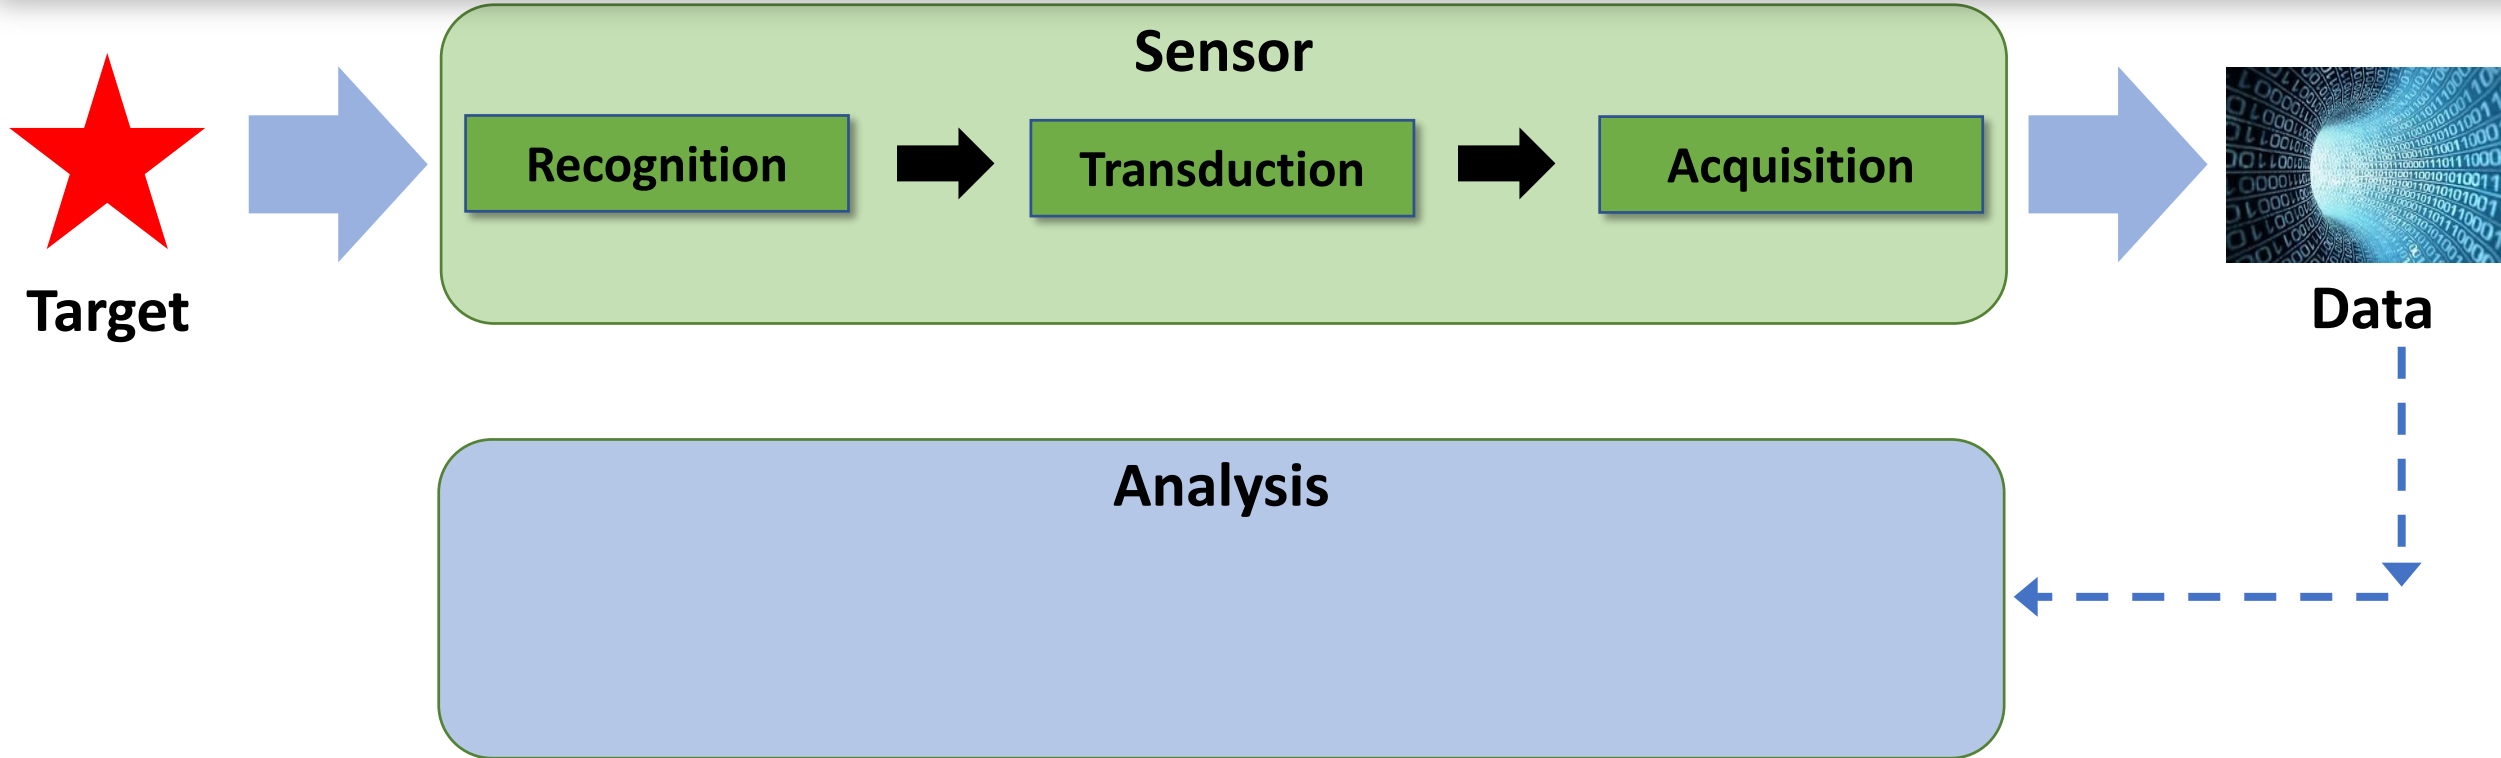 Sensor
Recognition
Transduction
Acquisition
Target
Data
Analysis